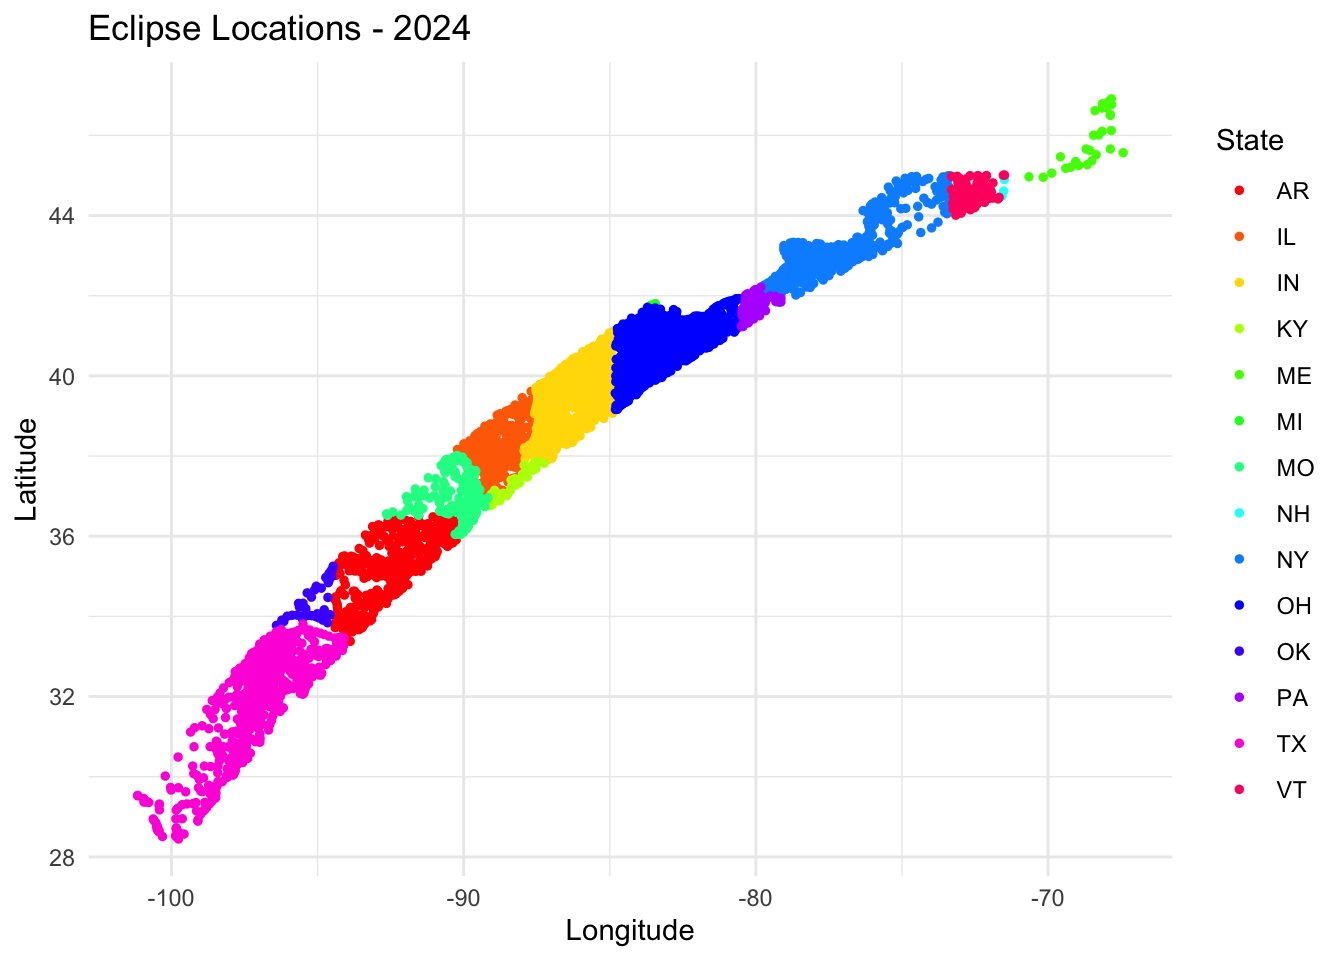 Eclipse Locations - 2024
State
AR
IL
IN
KY
ME
MI
MO
NH
NY
OH
OK
PA
TX
VT
Latitude
44
40
36
32
28
-100
-90
-80
-70
Longitude